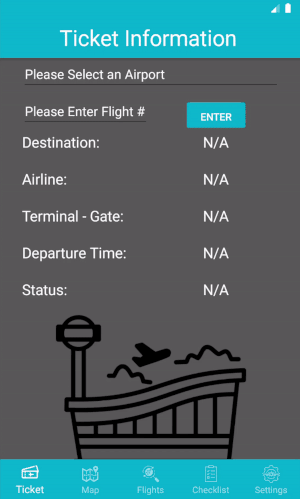 Ticket Information
Please Select an Airport
Please Enter Flight # ENTER
Destination: N/A
Airline: N/A
Terminal - Gate: N/A
Departure Time: N/A
Status: N/A
Ticket Map Flights Checklist Settings